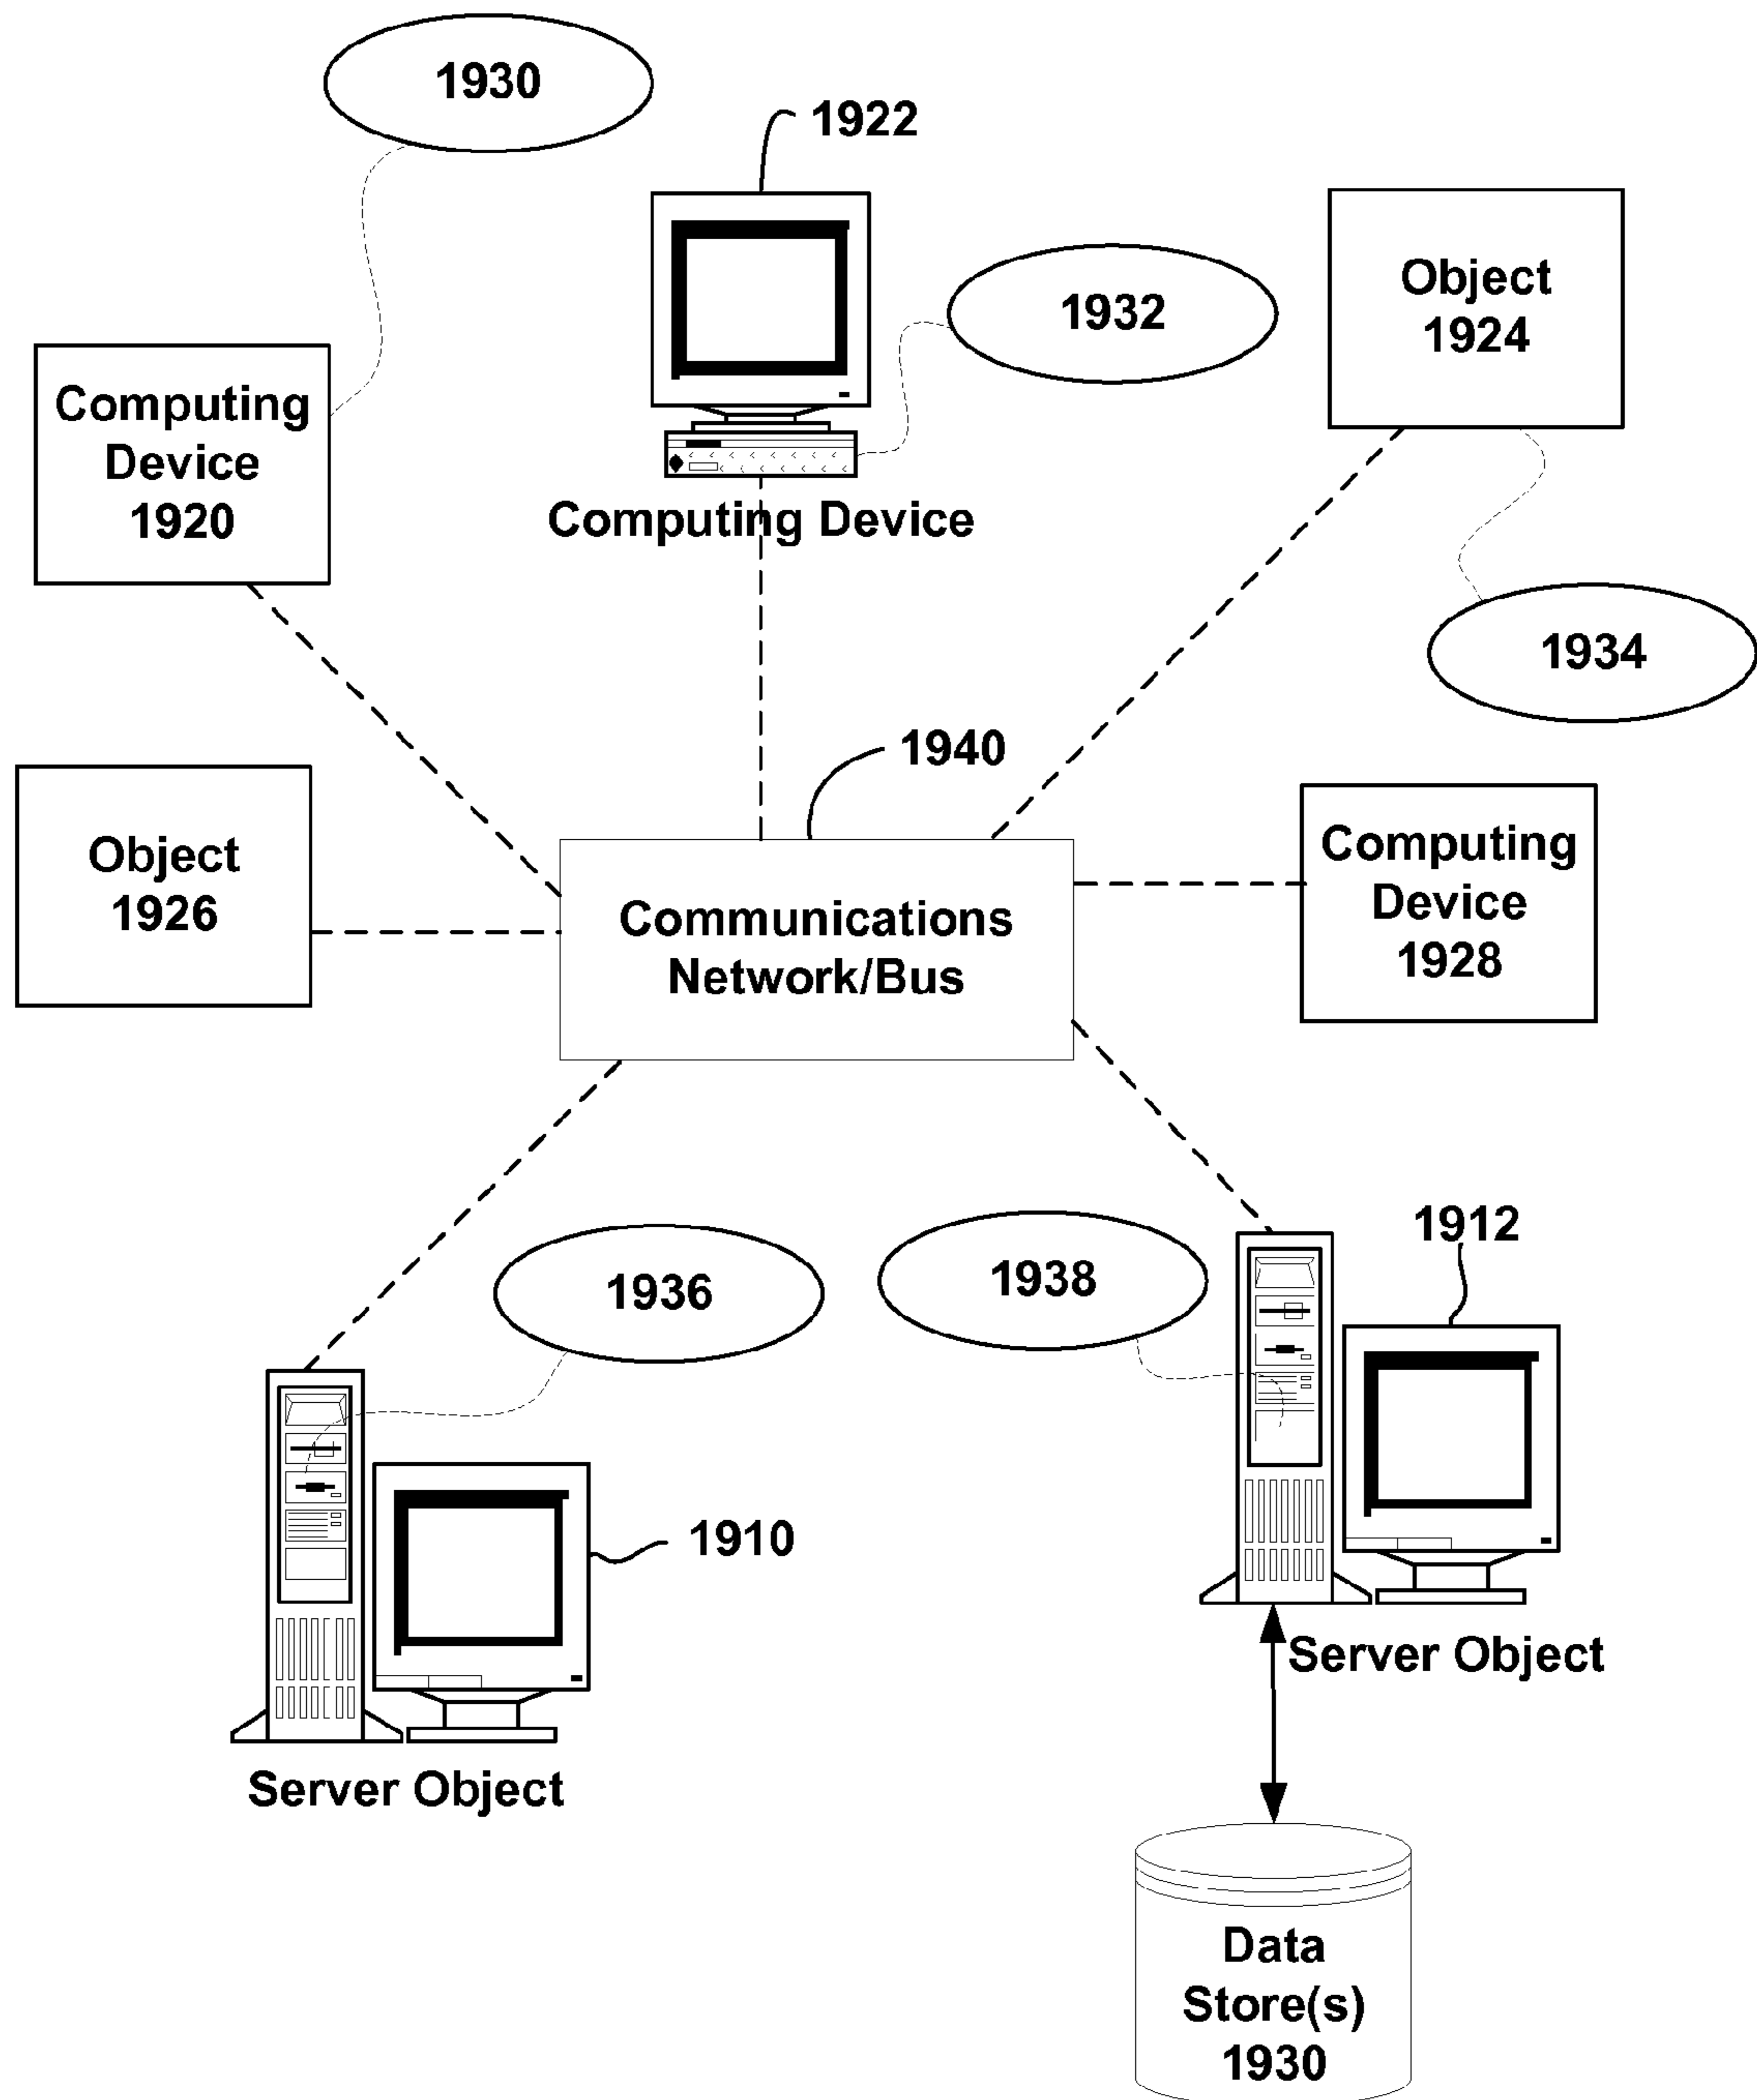 1930
1922
1932
Object
1924
Computing
Device
1920
Computing Device
1934
1940
Object
1926
Communications
Network/Bus
Computing
Device
1928
1936
1938
1912
1910
Server Object
Server Object
Data
Store(s)
1930